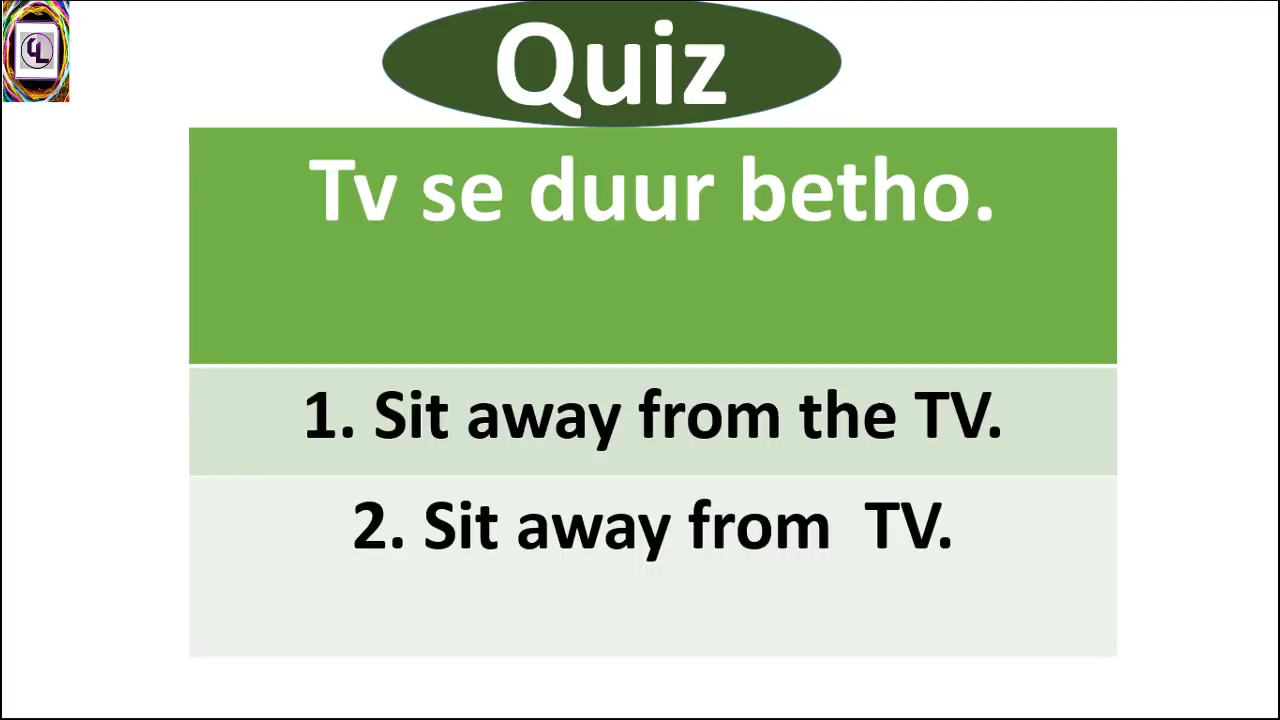 Quiz
Tv se duur betho.
1. Sit away from the TV.
2. Sit away from  TV.